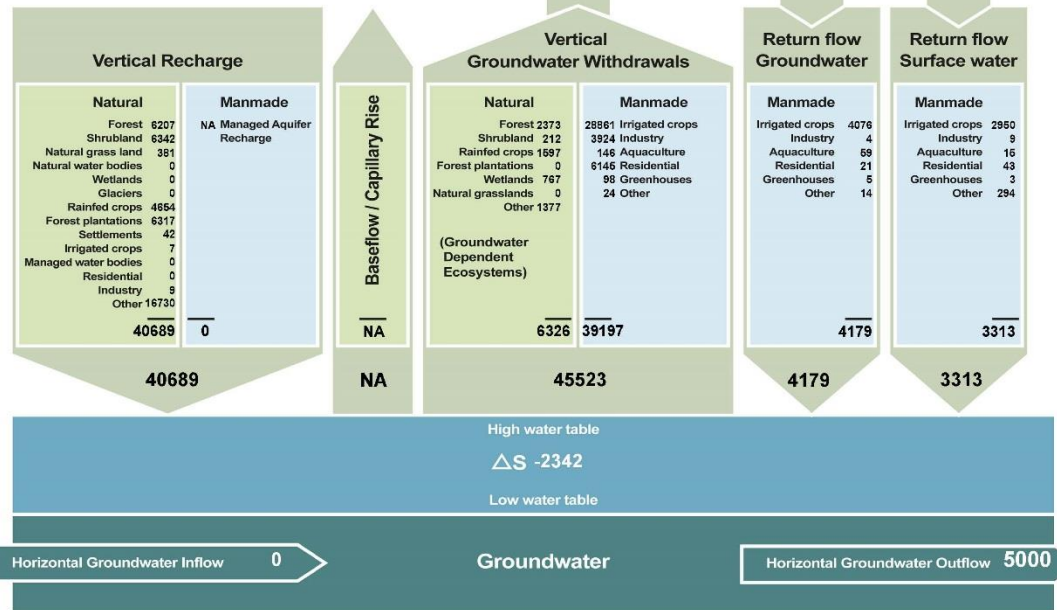 Vertical Recharge
Natural
Forest 6207
Shrubland 6342
Natural grass land 381
Natural water bodies 0
Wetlands 0
Glaciers 0
Rainfed crops 4654
Forest plantations 6317
Settlements 42
Irrigated crops 7
Managed water bodies 0
Residential 0
Industry 9
Other 16730
40689
Manmade
NA Managed Aquifer
Recharge
0
40689
Baseflow / Capillary Rise
NA
NA
Vertical
Groundwater Withdrawals
Natural
Forest 2373
Shrubland 212
Rainfed crops 1597
Forest plantations 0
Wetlands 767
Natural grasslands 0
Other 1377
(Groundwater
Dependent
Ecosystems)
6326
Manmade
28861 Irrigated crops
3924 Industry
146 Aquaculture
6145 Residential
98 Greenhouses
24 Other
39197
45523
Return flow
Groundwater
Manmade
Irrigated crops 4076
Industry 4
Aquaculture 59
Residential 21
Greenhouses 5
Other 14
4179
4179
Return flow
Surface water
Manmade
Irrigated crops 2950
Industry 9
Aquaculture 15
Residential 43
Greenhouses 3
Other 294
3313
3313
High water table
△S -2342
Low water table
Horizontal Groundwater Inflow 0
Groundwater
Horizontal Groundwater Outflow 5000